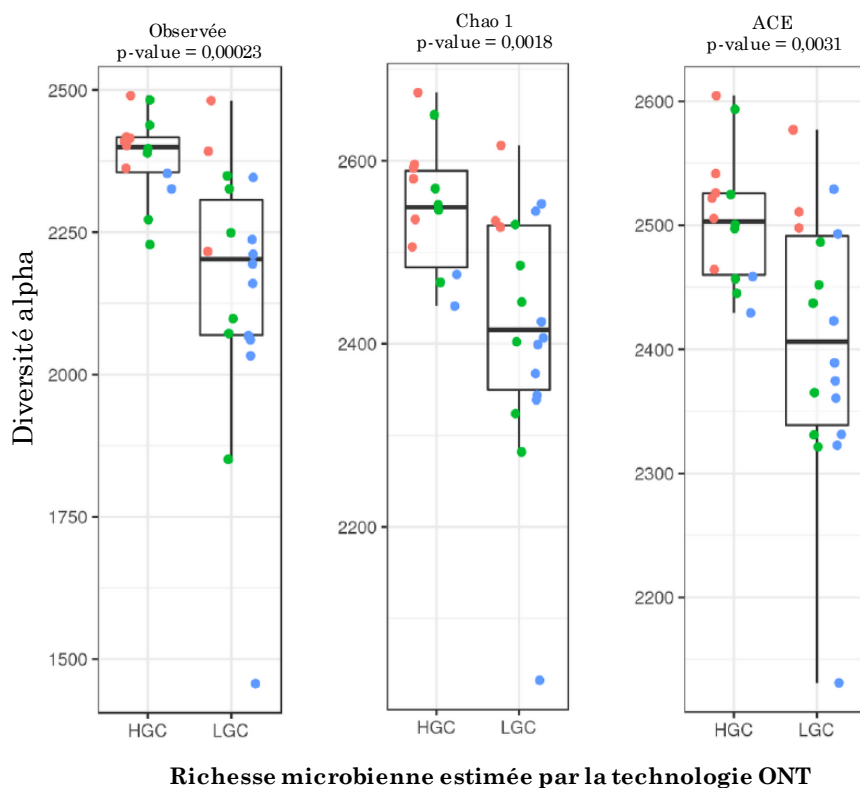 Observée
p-value = 0,00023
Chao 1
p-value = 0,0018
ACE
p-value = 0,0031
Diversité alpha
2500
2250
2000
1750
1500
HGC LGC
2600
2400
2200
HGC LGC
2600
2500
2400
2300
2200
HGC LGC
Richesse microbienne estimée par la technologie ONT